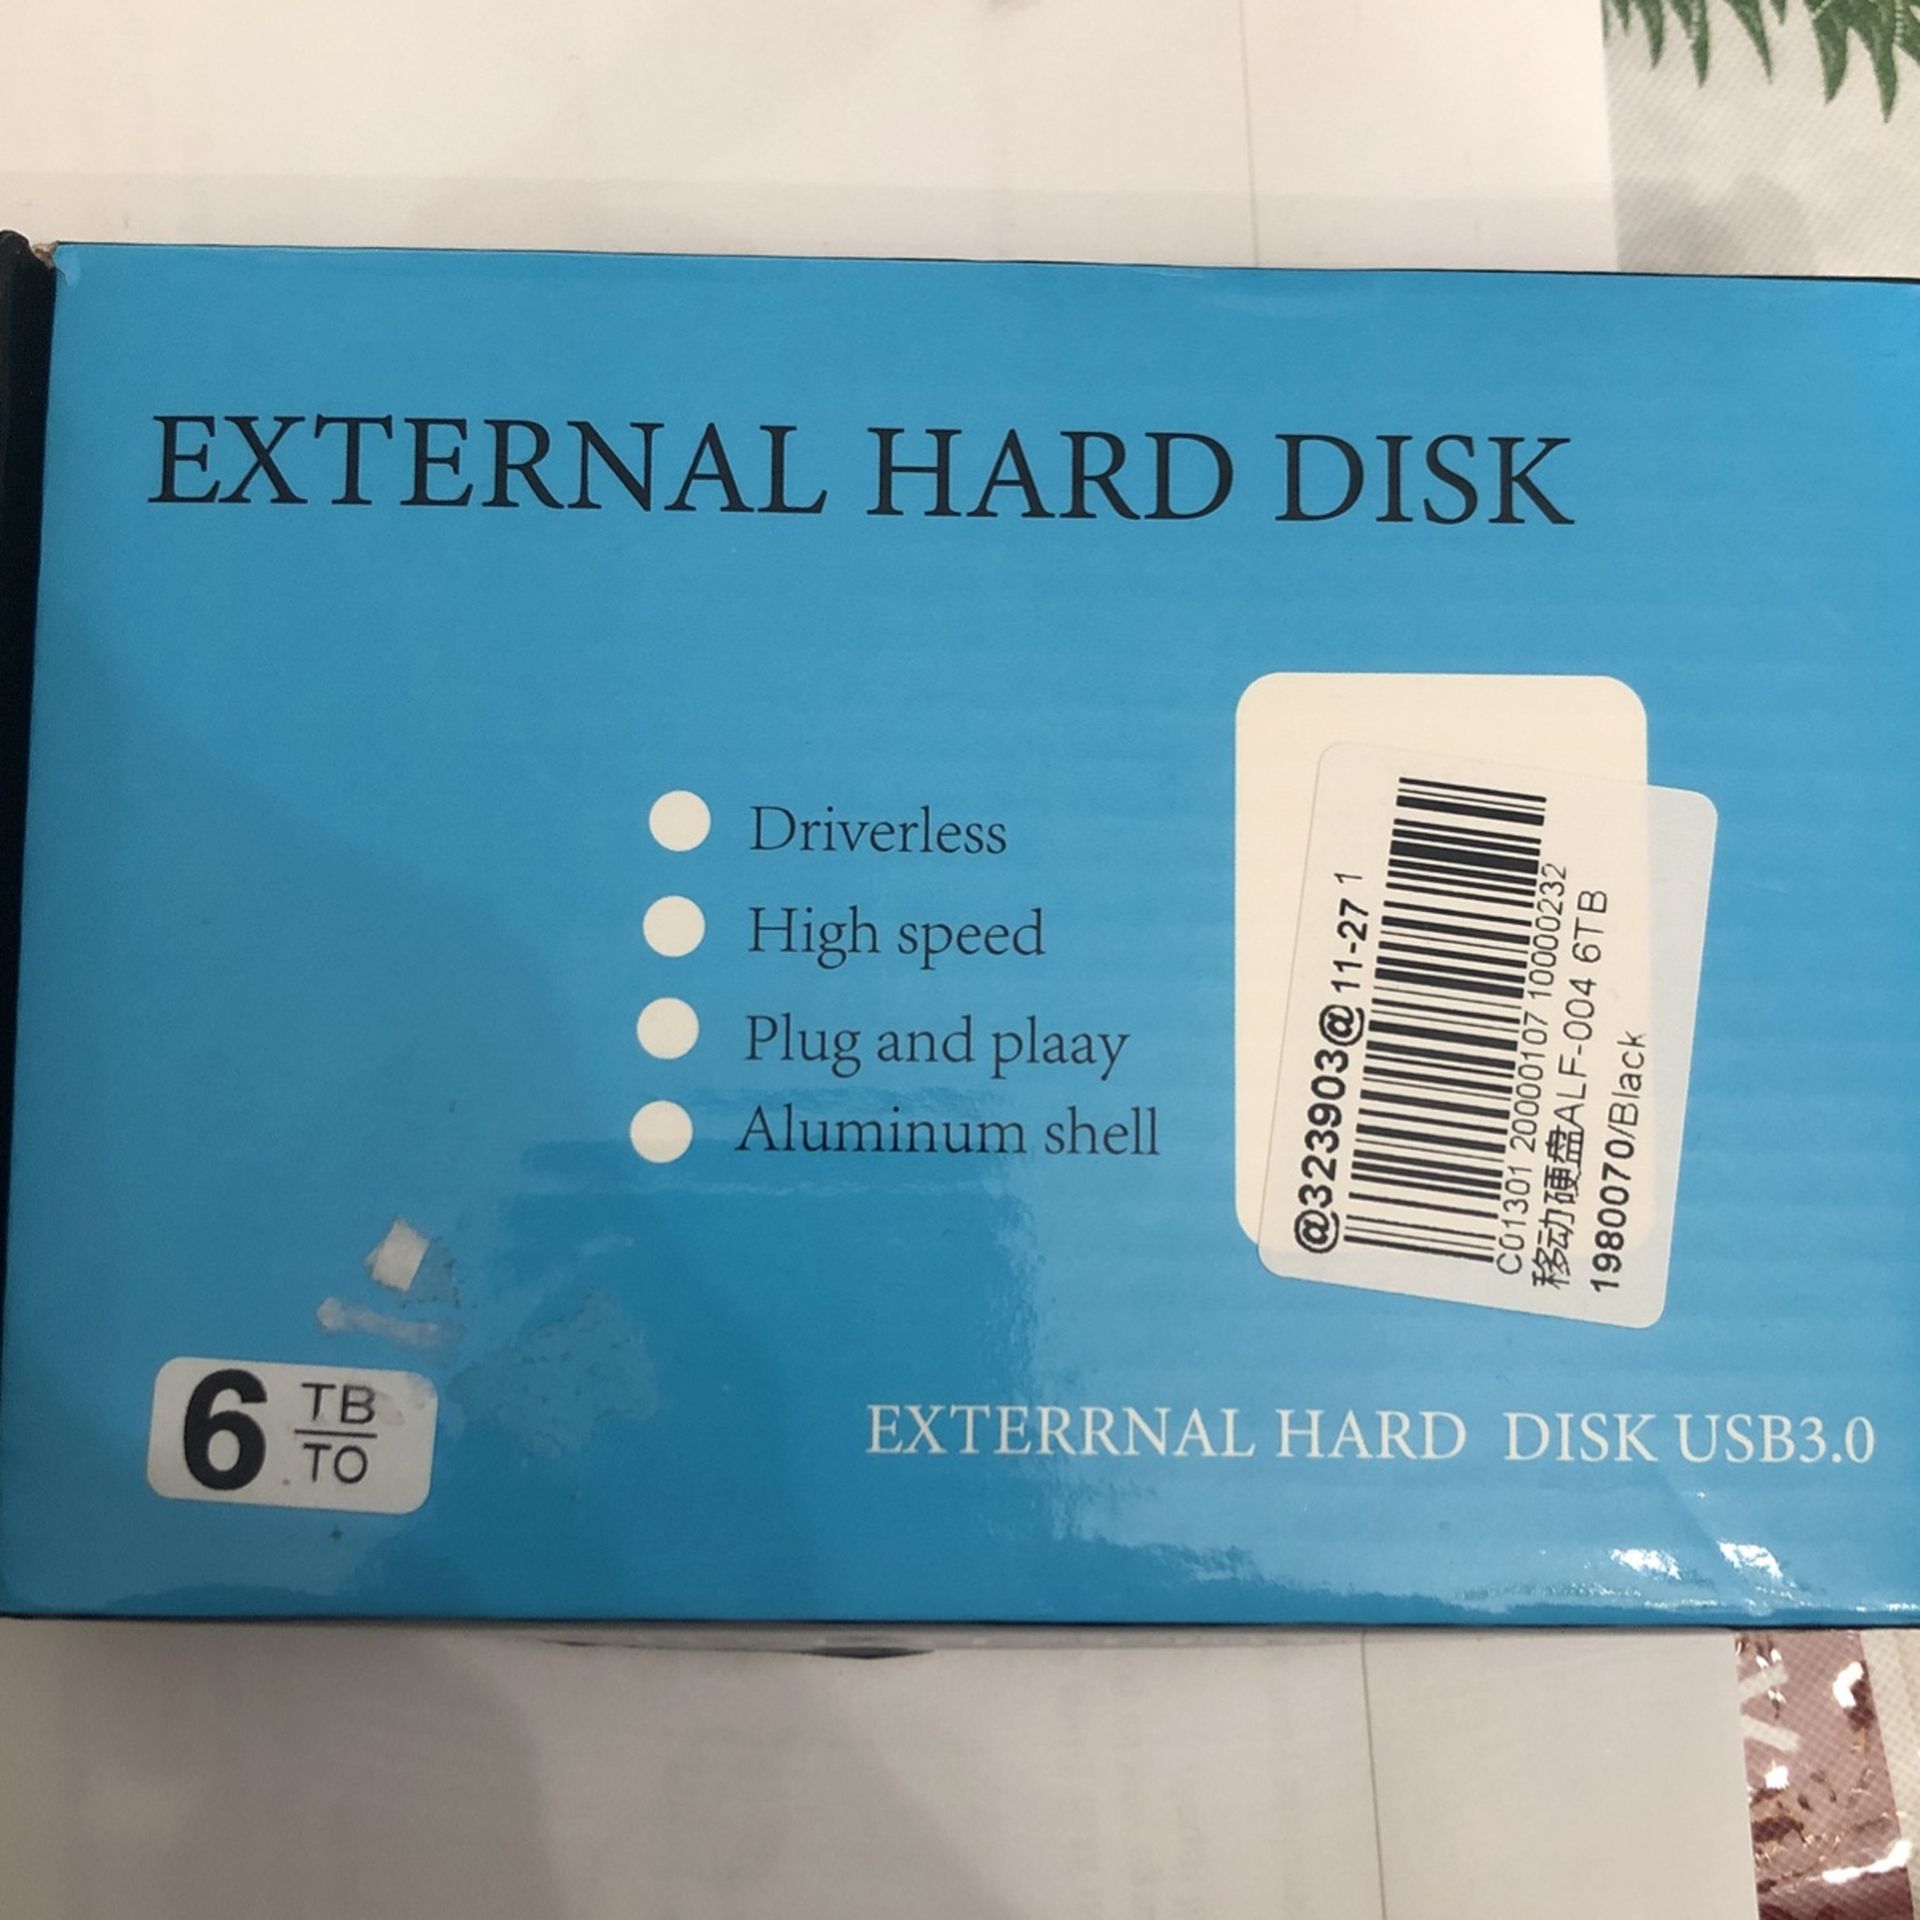 EXTERNAL HARD DISK
Driverless
High speed
Plug and plaay
Aluminum shell
@323903@ 11-27 1
C01301 20000107 10000232
移动硬盘ALF-004 6TB
1980070/Black
6 TB
TO
EXTERRNAL HARD DISK USB3.0